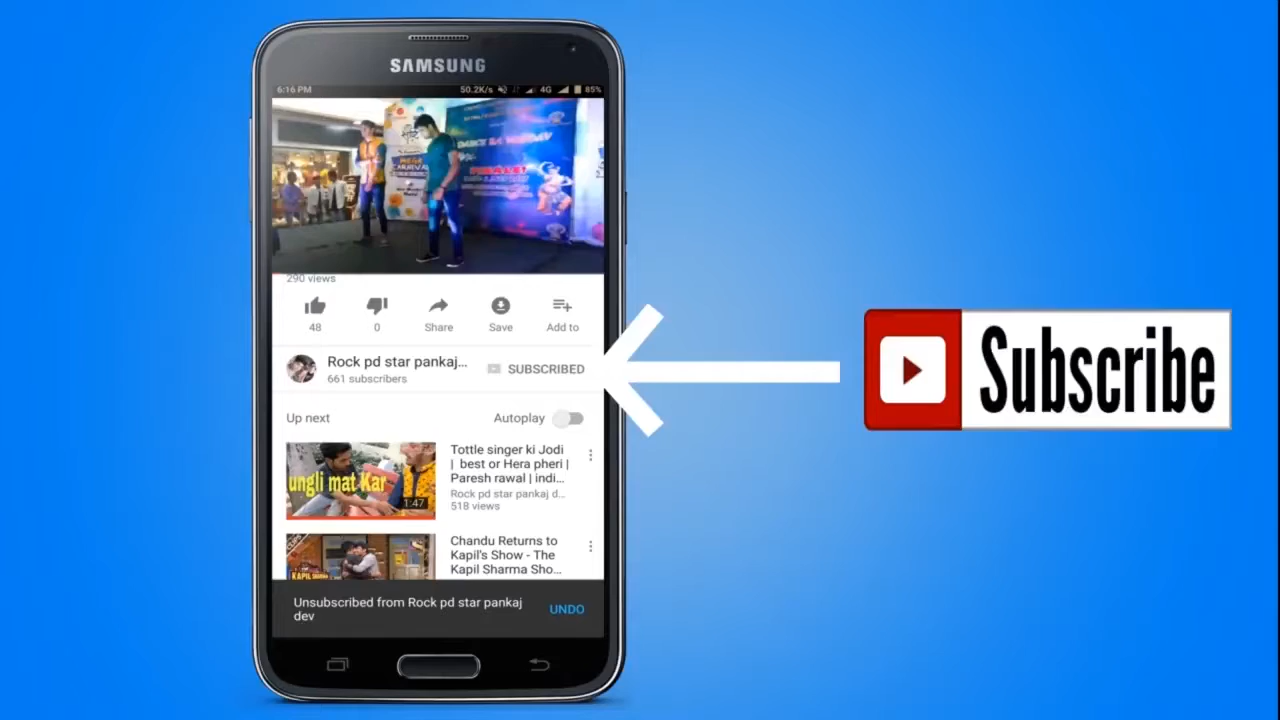 SAMSUNG
6:16 PM 50.2K/s 4G 85%
290 views
48 0 Share Save Add to
Rock pd star pankaj... SUBSCRIBED
661 subscribers
Up next Autoplay
ungli mat Kar
1:47
Tottle singer ki Jodi
| best or Hera pheri |
Paresh rawal | indi...
Rock pd star pankaj d...
518 views
KAPIL SHARMA
Chandu Returns to
Kapil's Show - The
Kapil Sharma Sho...
Unsubscribed from Rock pd star pankaj
dev
UNDO
Subscribe